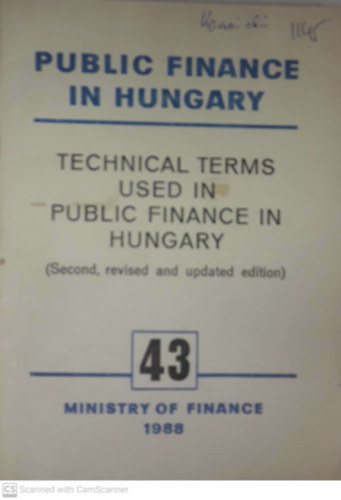 1145
PUBLIC FINANCE
IN HUNGARY
TECHNICAL TERMS
USED IN
PUBLIC FINANCE IN
HUNGARY
(Second, revised and updated edition)
43
MINISTRY OF FINANCE
1988
CS Scanned with CamScanner